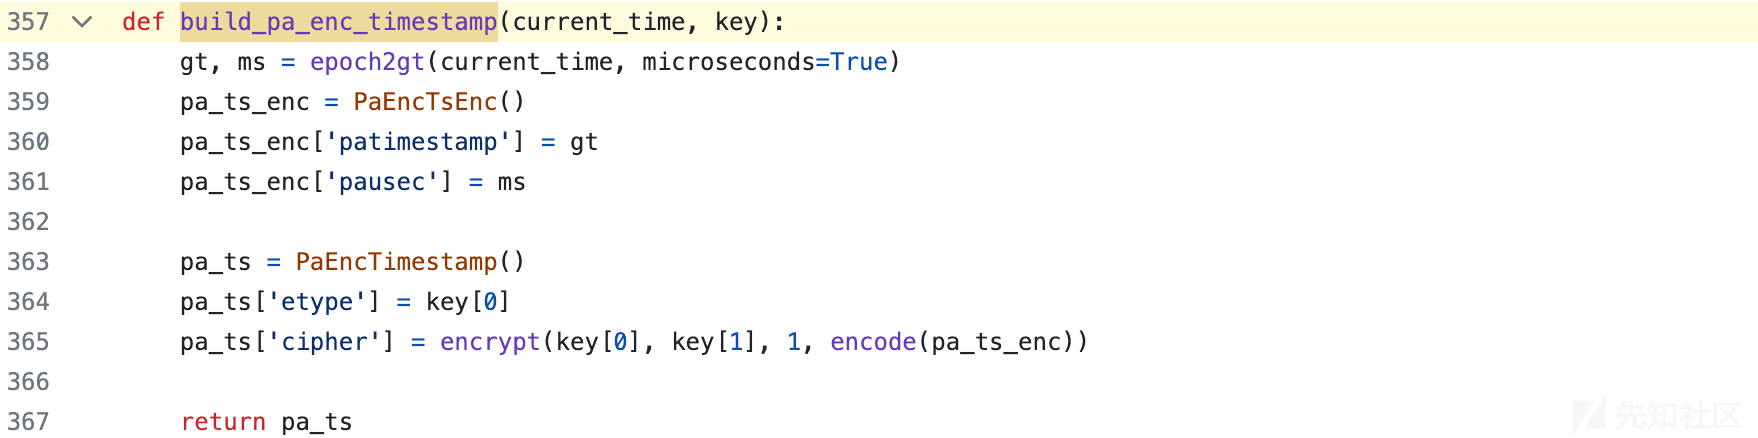 357 def build_pa_enc_timestamp(current_time, key):
358 gt, ms = epoch2gt(current_time, microseconds=True)
359 pa_ts_enc = PaEncTsEnc()
360 pa_ts_enc['patimestamp'] = gt
361 pa_ts_enc['pausec'] = ms
362
363 pa_ts = PaEncTimestamp()
364 pa_ts['etype'] = key[0]
365 pa_ts['cipher'] = encrypt(key[0], key[1], 1, encode(pa_ts_enc))
366
367 return pa_ts
先知社区